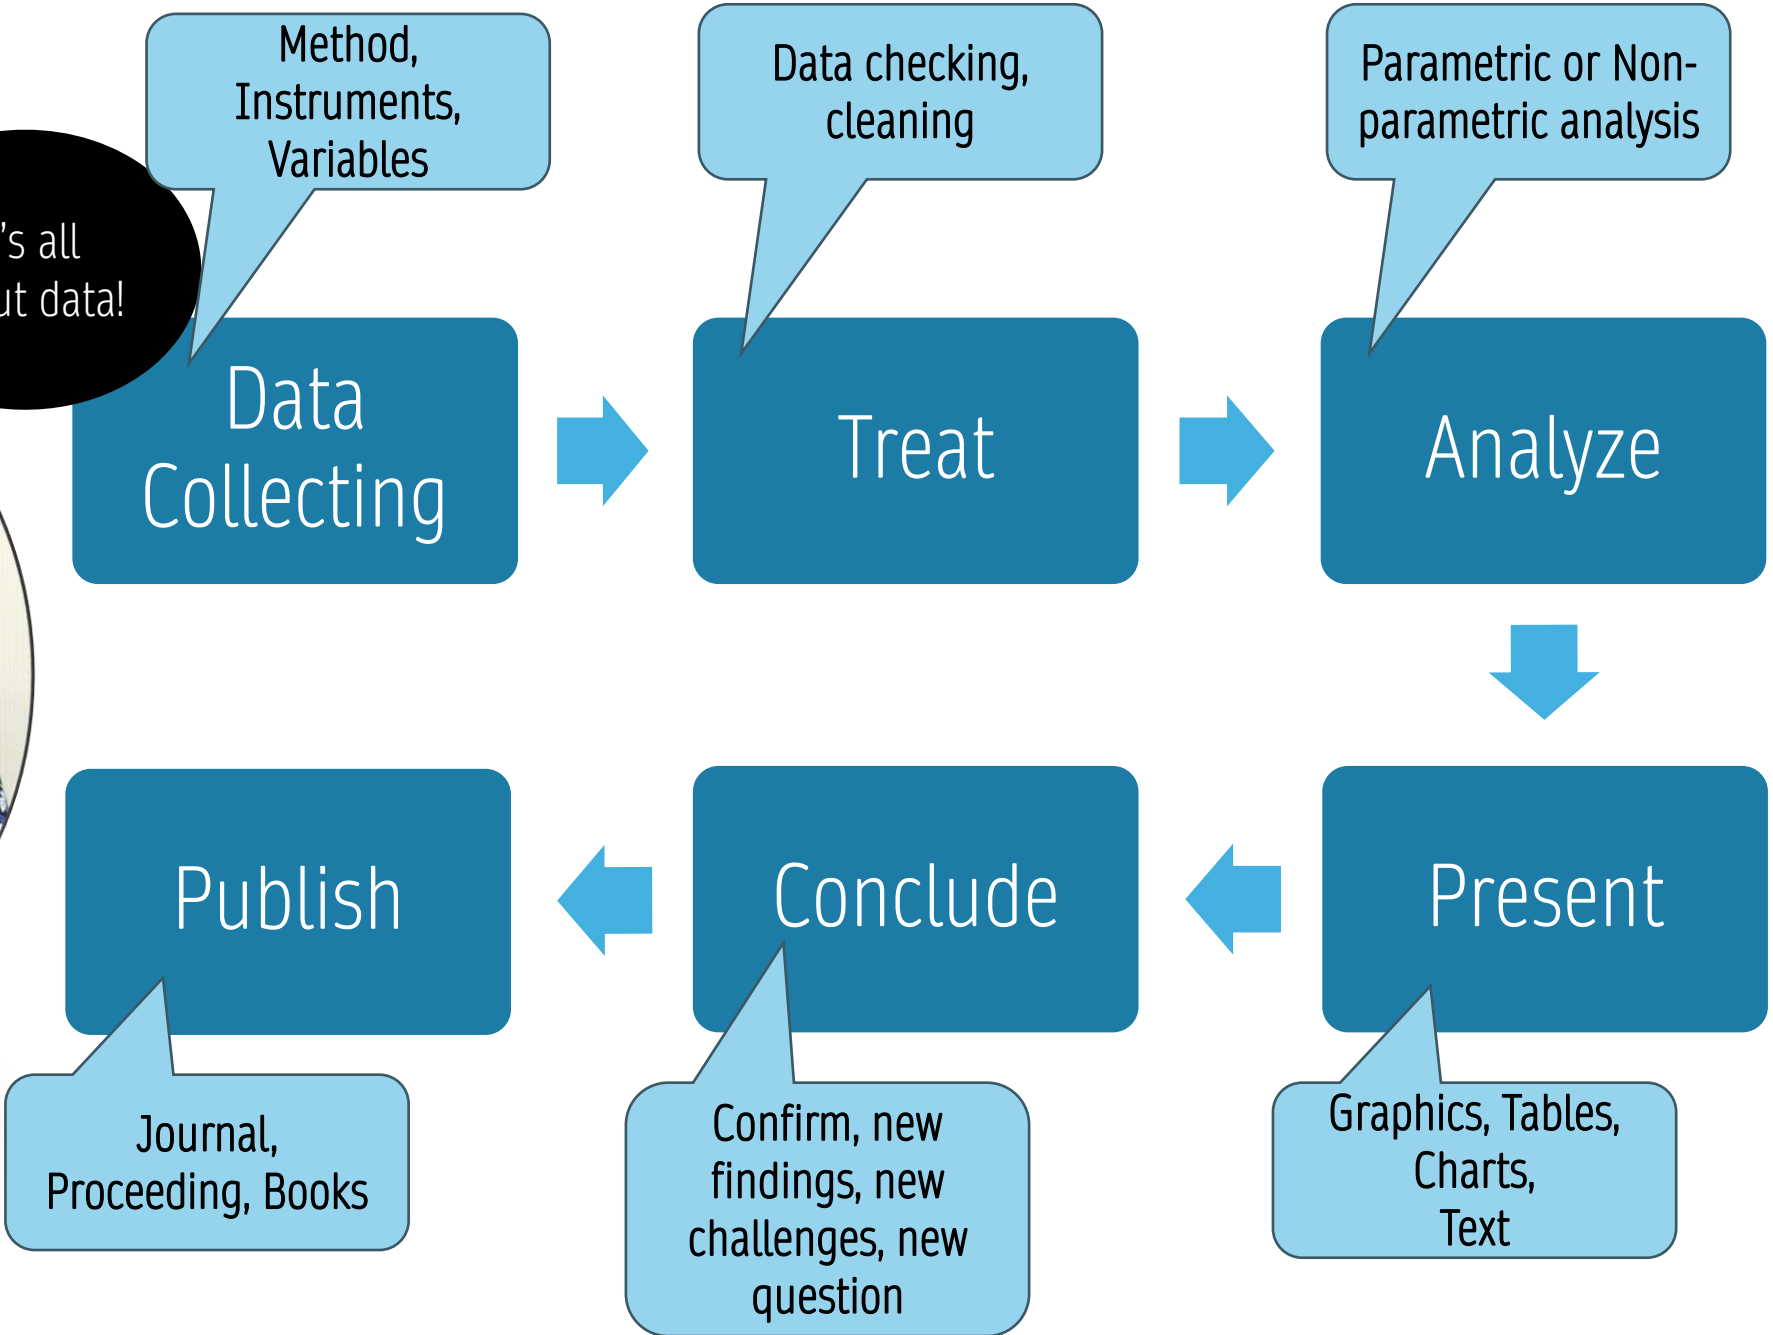 Method,
Instruments,
Variables
Data checking,
cleaning
Parametric or Non-
parametric analysis
's all
ut data!
Data
Collecting
Treat
Analyze
Publish
Conclude
Present
Journal,
Proceeding, Books
Confirm, new
findings, new
challenges, new
question
Graphics, Tables,
Charts,
Text